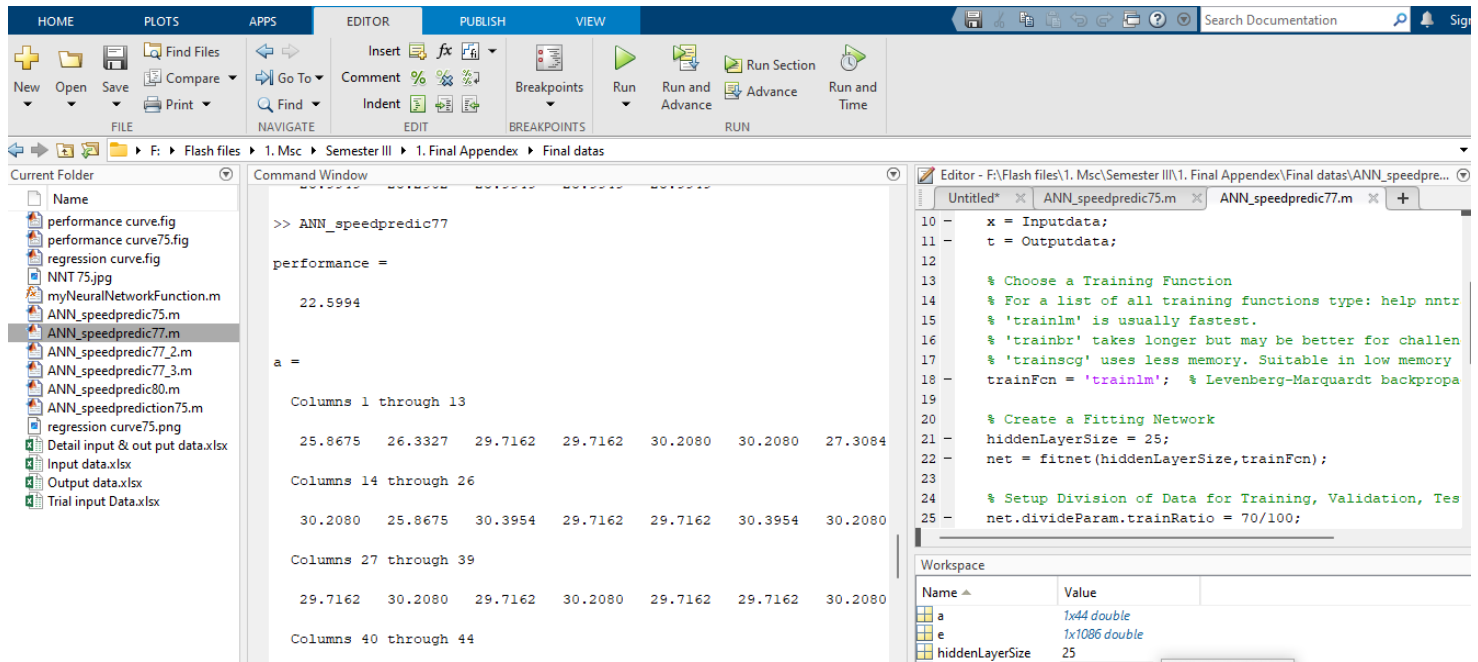 HOME PLOTS APPS EDITOR PUBLISH VIEW
Search Documentation
New
Open
Save
Find Files
Compare
Print
Go To
Find
Insert
Comment
Indent
fx
Breakpoints
Run
Run and Advance
Run Section
Advance
Run and Time
FILE NAVIGATE EDIT BREAKPOINTS RUN
F: Flash files 1. Msc Semester III 1. Final Appendex Final datas
Current Folder
Name
performance curve.fig
performance curve75.fig
regression curve.fig
NNT 75.jpg
myNeuralNetworkFunction.m
ANN_speedpredic75.m
ANN_speedpredic77.m
ANN_speedpredic77_2.m
ANN_speedpredic77_3.m
ANN_speedpredic80.m
ANN_speedprediction75.m
regression curve75.png
Detail input & out put data.xlsx
Input data.xlsx
Output data.xlsx
Trial input Data.xlsx
Command Window
>> ANN_speedpredic77
performance =
22.5994
a =
Columns 1 through 13
25.8675 26.3327 29.7162 29.7162 30.2080 30.2080 27.3084
Columns 14 through 26
30.2080 25.8675 30.3954 29.7162 29.7162 30.3954 30.2080
Columns 27 through 39
29.7162 30.2080 29.7162 30.2080 29.7162 29.7162 30.2080
Columns 40 through 44
Editor - F:\Flash files\1. Msc\Semester III\1. Final Appendex\Final datas\ANN_speedpre...
Untitled* ANN_speedpredic75.m ANN_speedpredic77.m
10 - x = Inputdata;
11 - t = Outputdata;
12
13 % Choose a Training Function
14 % For a list of all training functions type: help nntr
15 % 'trainlm' is usually fastest.
16 % 'trainbr' takes longer but may be better for challen
17 % 'trainscg' uses less memory. Suitable in low memory
18 - trainFcn = 'trainlm'; % Levenberg-Marquardt backpropa
19
20 % Create a Fitting Network
21 - hiddenLayerSize = 25;
22 - net = fitnet(hiddenLayerSize,trainFcn);
23
24 % Setup Division of Data for Training, Validation, Tes
25 - net.divideParam.trainRatio = 70/100;
Workspace
Name Value
a 1x44 double
e 1x1086 double
hiddenLayerSize 25